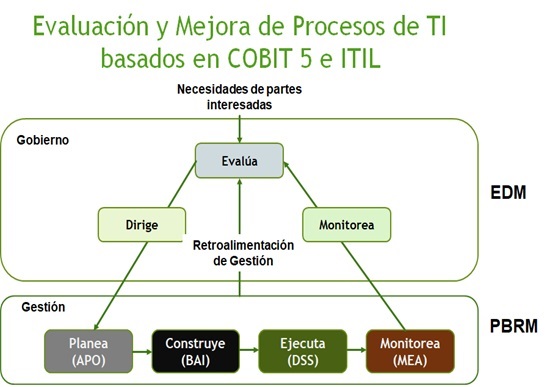 Evaluación y Mejora de Procesos de TI
basados en COBIT 5 e ITIL
Necesidades de partes
interesadas
Gobierno
Evalúa
EDM
Dirige
Monitorea
Retroalimentación
de Gestión
Gestión
PBRM
Planea
(APO)
Construye
(BAI)
Ejecuta
(DSS)
Monitorea
(MEA)